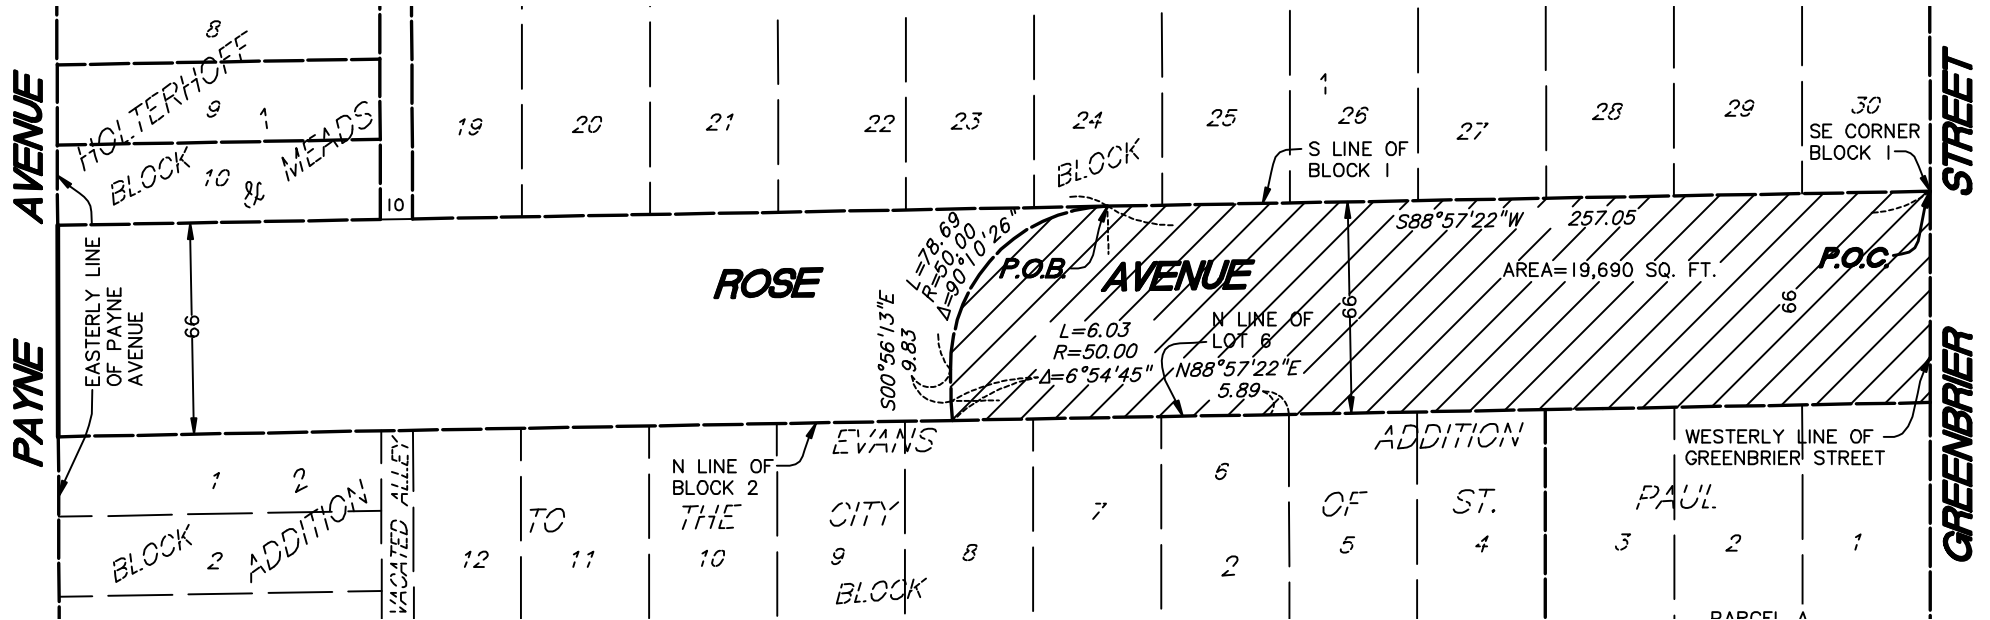 8
HOLTERHOFF
9
1
MEADS
BLOCK
10
&
10
AVENUE
PAYNE
19
20
21
22
23
24
25
1
26
27
28
29
30
BLOCK
S LINE OF
BLOCK 1
SE CORNER
BLOCK 1
STREET
GREENBRIER
S88°57'22"W 257.05
P.O.C.
AREA=19,690 SQ. FT.
66
66
66
ROSE AVENUE
P.O.B.
L=78.69
R=50.00
Δ=90°10'26"
S00°56'13"E
9.83
L=6.03
R=50.00
Δ=6°54'45"
N LINE OF
LOT 6
N88°57'22"E
5.89
EASTERLY LINE
OF PAYNE
AVENUE
N LINE OF
BLOCK 2
WESTERLY LINE OF
GREENBRIER STREET
EVANS ADDITION
TO THE CITY OF ST. PAUL
1
2
BLOCK 2
ADDITION
VACATED ALLEY
12
11
10
9
8
7
6
5
4
3
2
1
BLOCK 2
PARCEL A